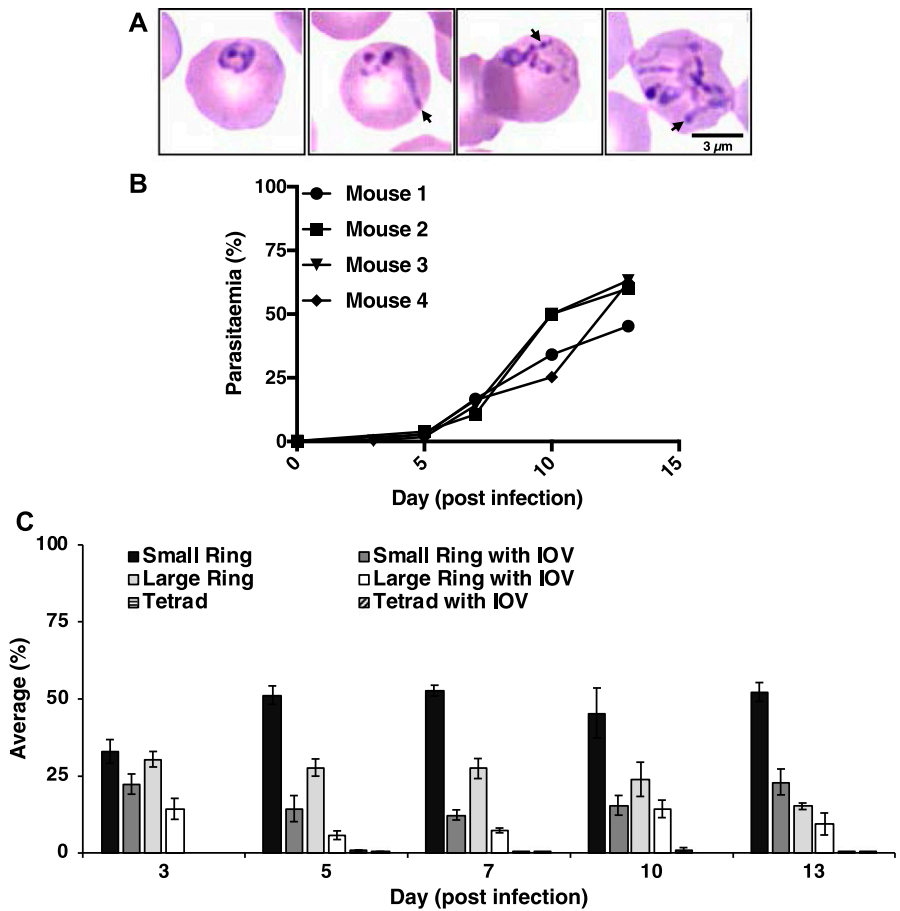 A
3 µm
B
100
75
50
25
0
Parasitaemia (%)
Mouse 1
Mouse 2
Mouse 3
Mouse 4
0
5
10
15
Day (post infection)
C
100
75
50
25
0
Average (%)
Small Ring
Small Ring with IOV
Large Ring
Large Ring with IOV
Tetrad
Tetrad with IOV
3
5
7
10
13
Day (post infection)